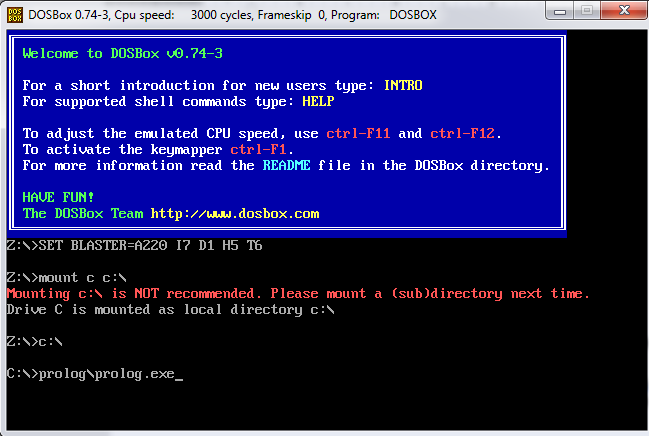 DOS BOX DOSBox 0.74-3, Cpu speed: 3000 cycles, Frameskip 0, Program: DOSBOX
Welcome to DOSBox v0.74-3
For a short introduction for new users type: INTRO
For supported shell commands type: HELP
To adjust the emulated CPU speed, use ctrl-F11 and ctrl-F12.
To activate the keymapper ctrl-F1.
For more information read the README file in the DOSBox directory.
HAVE FUN!
The DOSBox Team http://www.dosbox.com
Z:\>SET BLASTER=A220 I7 D1 H5 T6
Z:\>mount c c:\
Mounting c:\ is NOT recommended. Please mount a (sub)directory next time.
Drive C is mounted as local directory c:\
Z:\>c:\
C:\>prolog\prolog.exe_